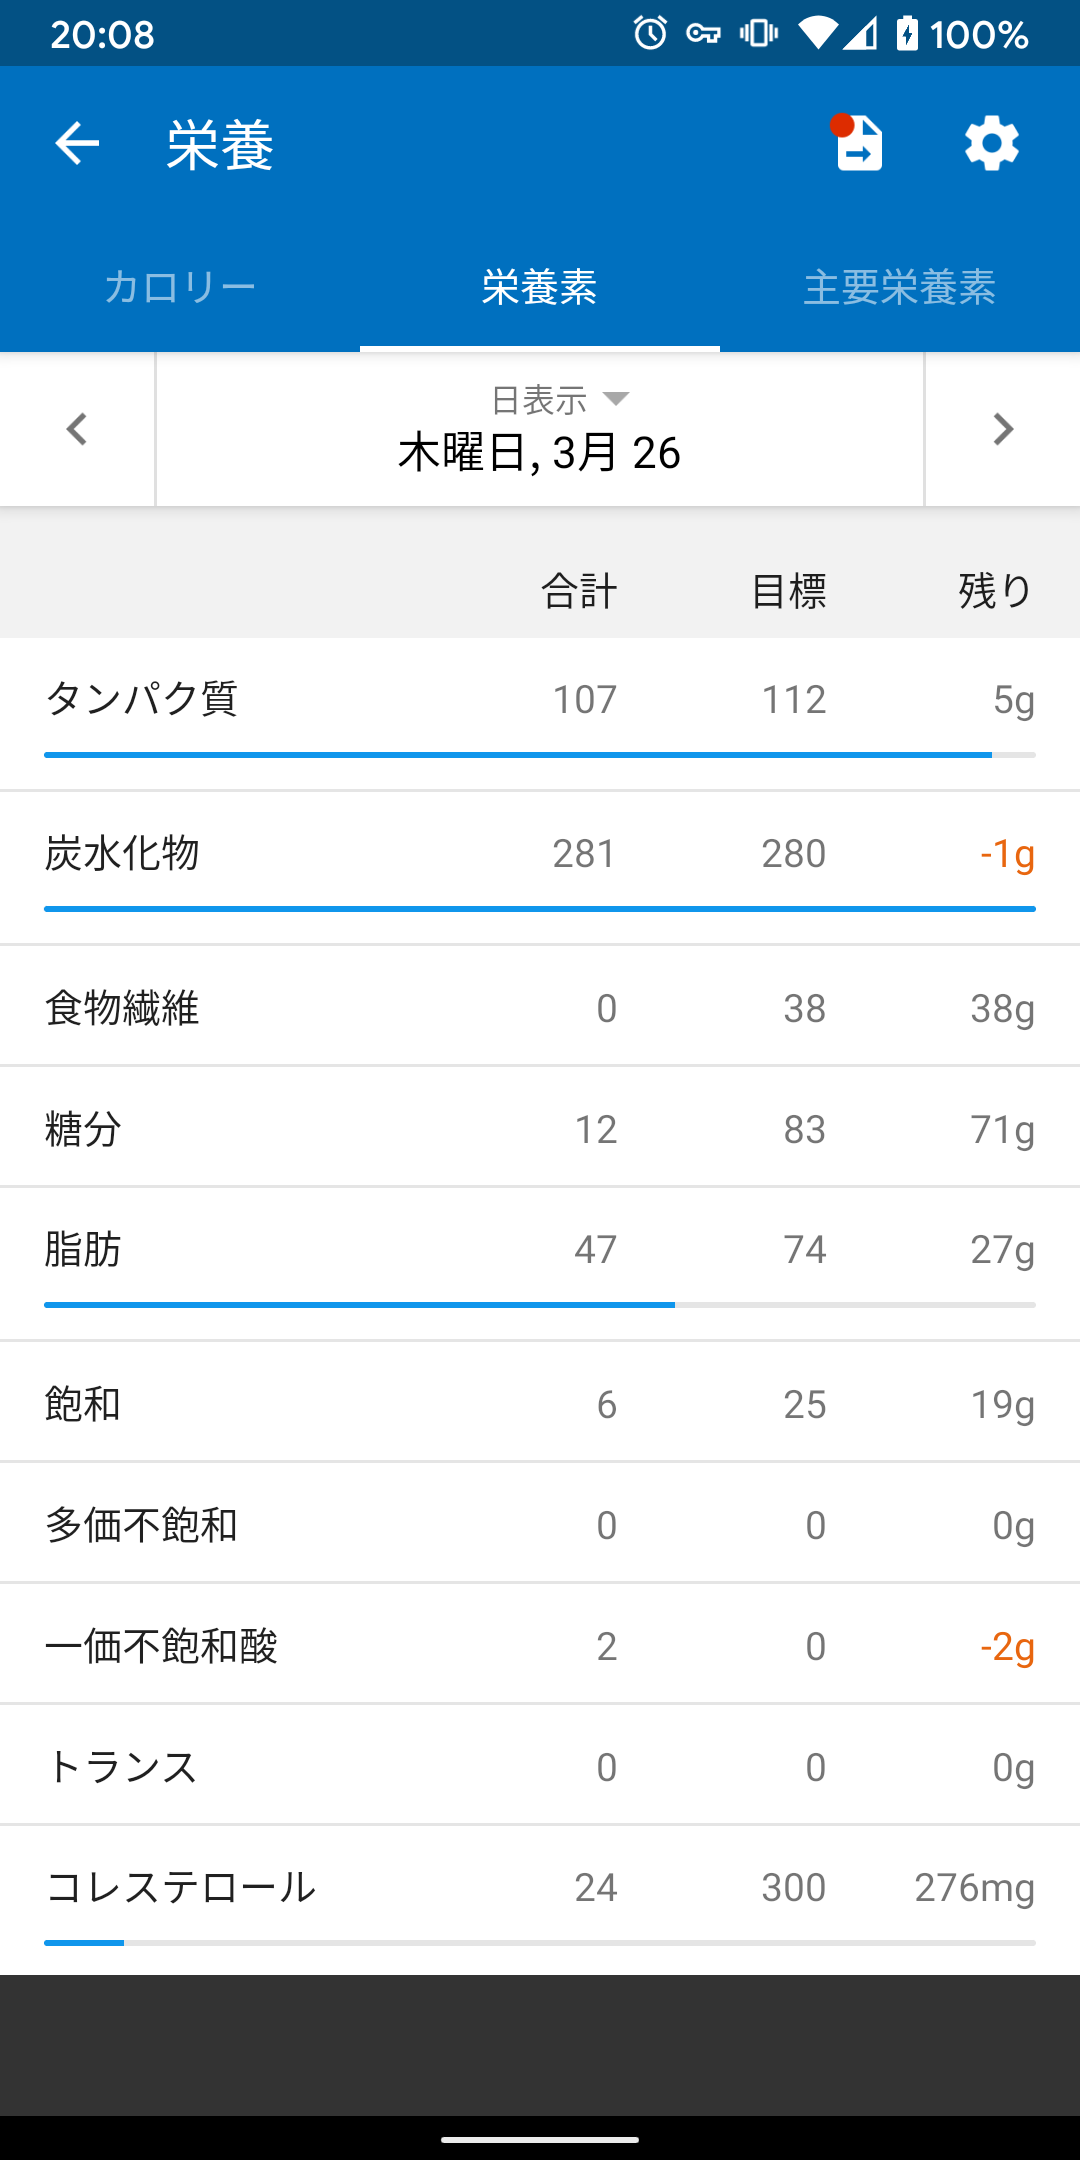 20:08 100%
栄養
カロリー 栄養素 主要栄養素
日表示
木曜日, 3月 26
合計 目標 残り
タンパク質 107 112 5g
炭水化物 281 280 -1g
食物繊維 0 38 38g
糖分 12 83 71g
脂肪 47 74 27g
飽和 6 25 19g
多価不飽和 0 0 0g
一価不飽和酸 2 0 -2g
トランス 0 0 0g
コレステロール 24 300 276mg